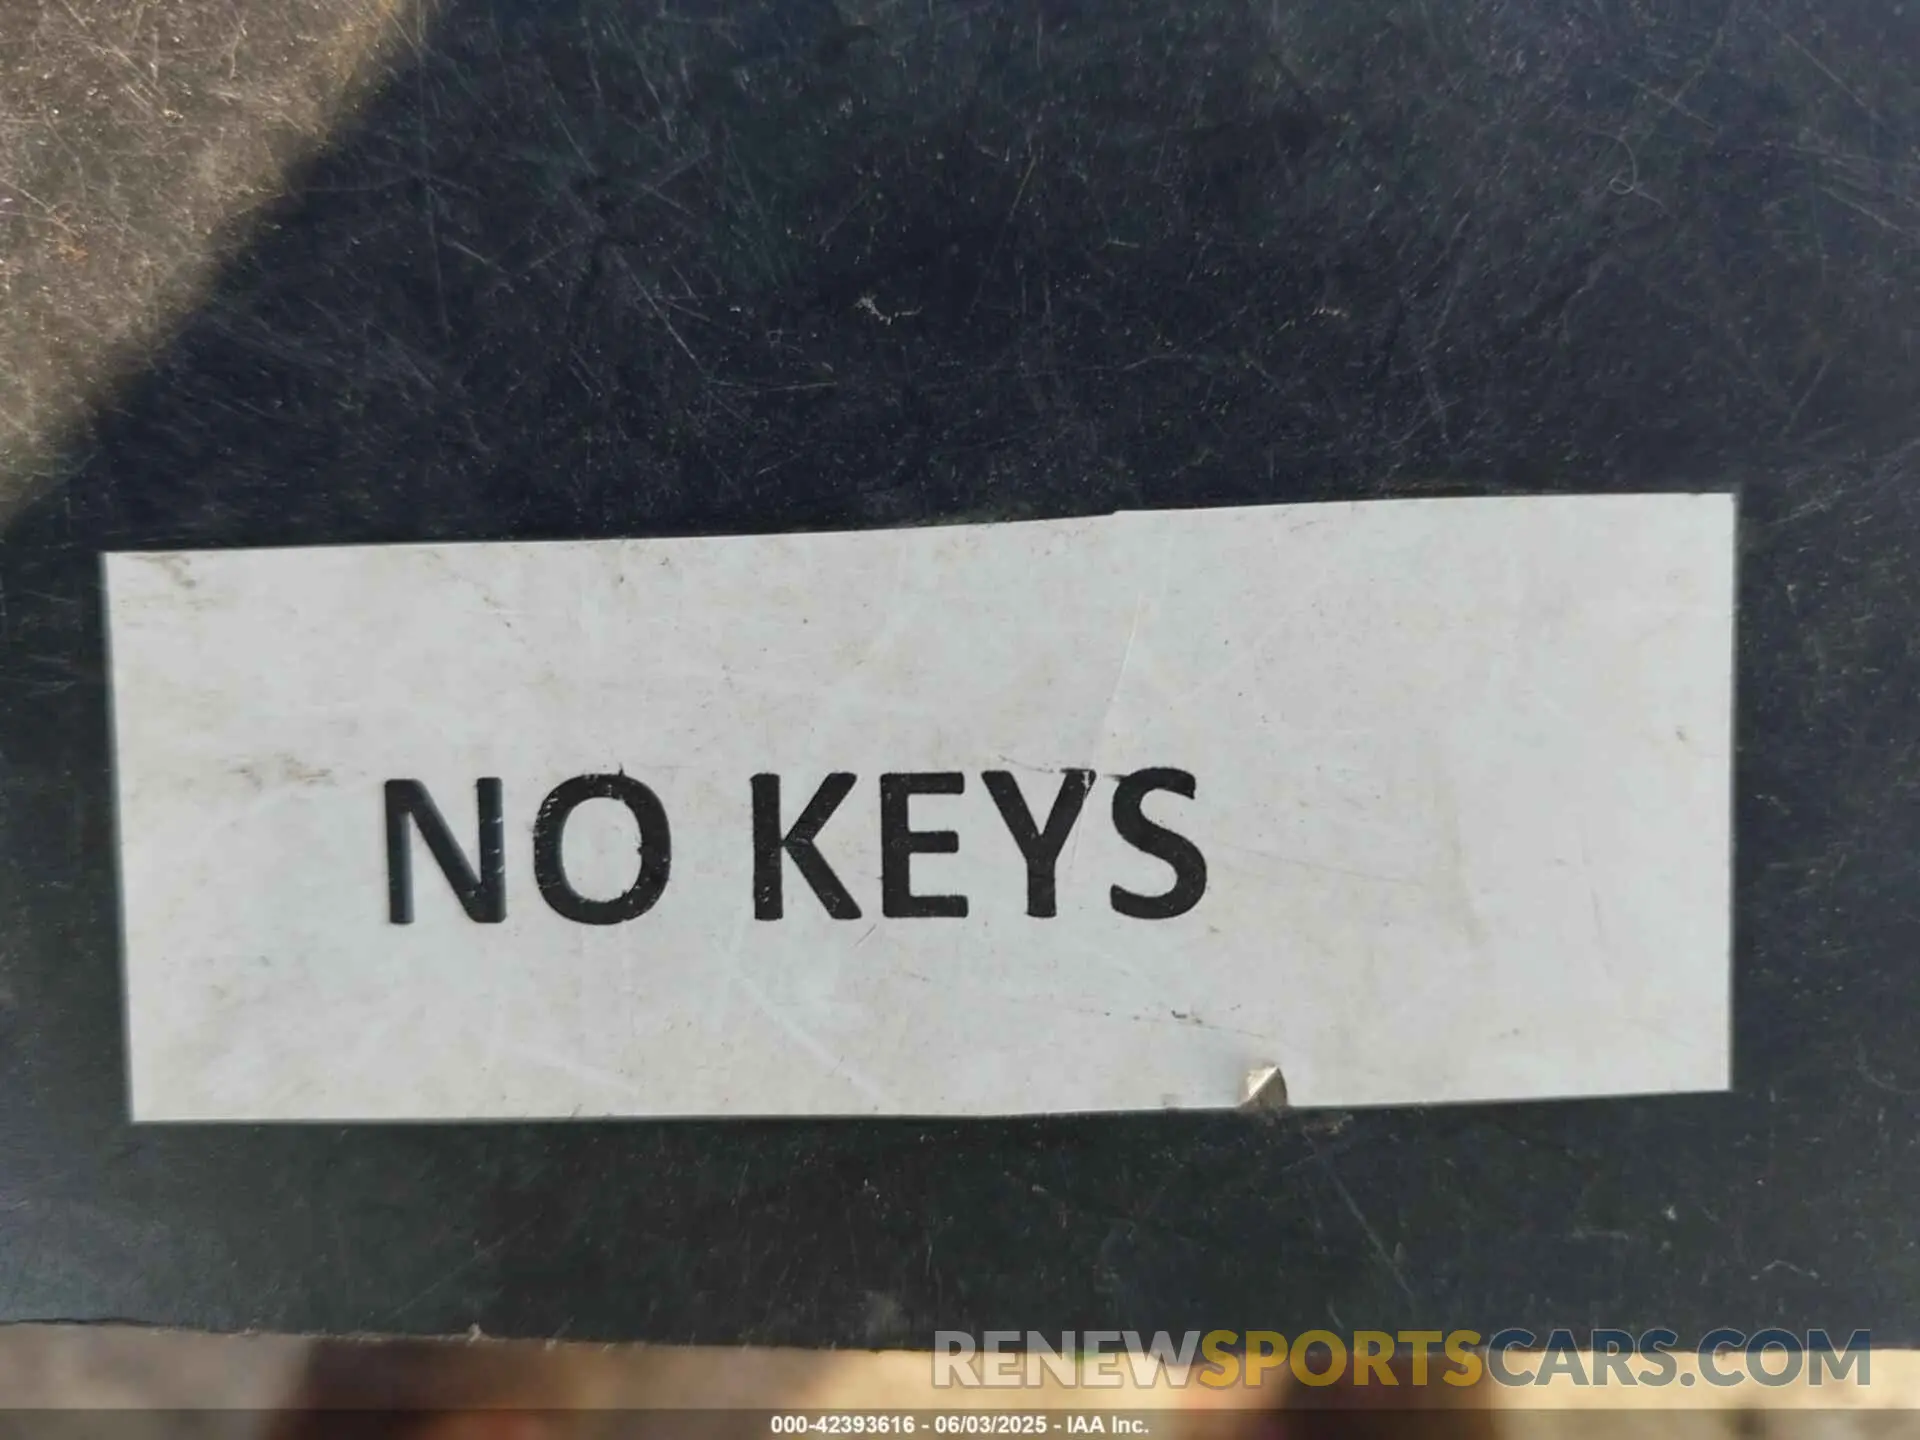 NO KEYS
RENEWSPORTSCARS.COM
000-42393616 - 06/03/2025 - IAA Inc.